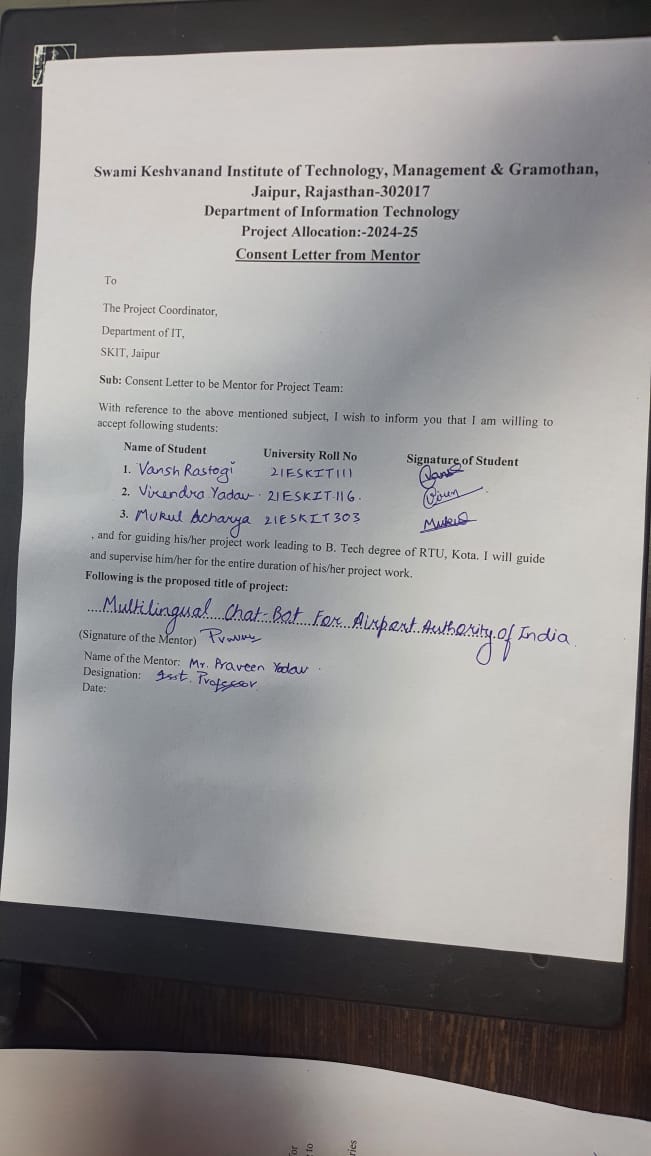 Swami Keshvanand Institute of Technology, Management & Gramothan,
Jaipur, Rajasthan-302017
Department of Information Technology
Project Allocation:-2024-25
Consent Letter from Mentor
To
The Project Coordinator,
Department of IT,
SKIT, Jaipur
Sub: Consent Letter to be Mentor for Project Team:
With reference to the above mentioned subject, I wish to inform you that I am willing to
accept following students:
Name of Student University Roll No Signature of Student
1. Vansh Rastogi 21ESKIT111 Vansh
2. Virendra Yadav 21ESKIT116.
3. Mukul Acharya 21ESKIT303 Mukul
, and for guiding his/her project work leading to B. Tech degree of RTU, Kota. I will guide
and supervise him/her for the entire duration of his/her project work.
Following is the proposed title of project:
....Multilingual Chat-Bot For Airport Authority of India.
(Signature of the Mentor)
Name of the Mentor: Mr. Praveen Yadav
Designation: Asst. Professor
Date:
or
to
ries